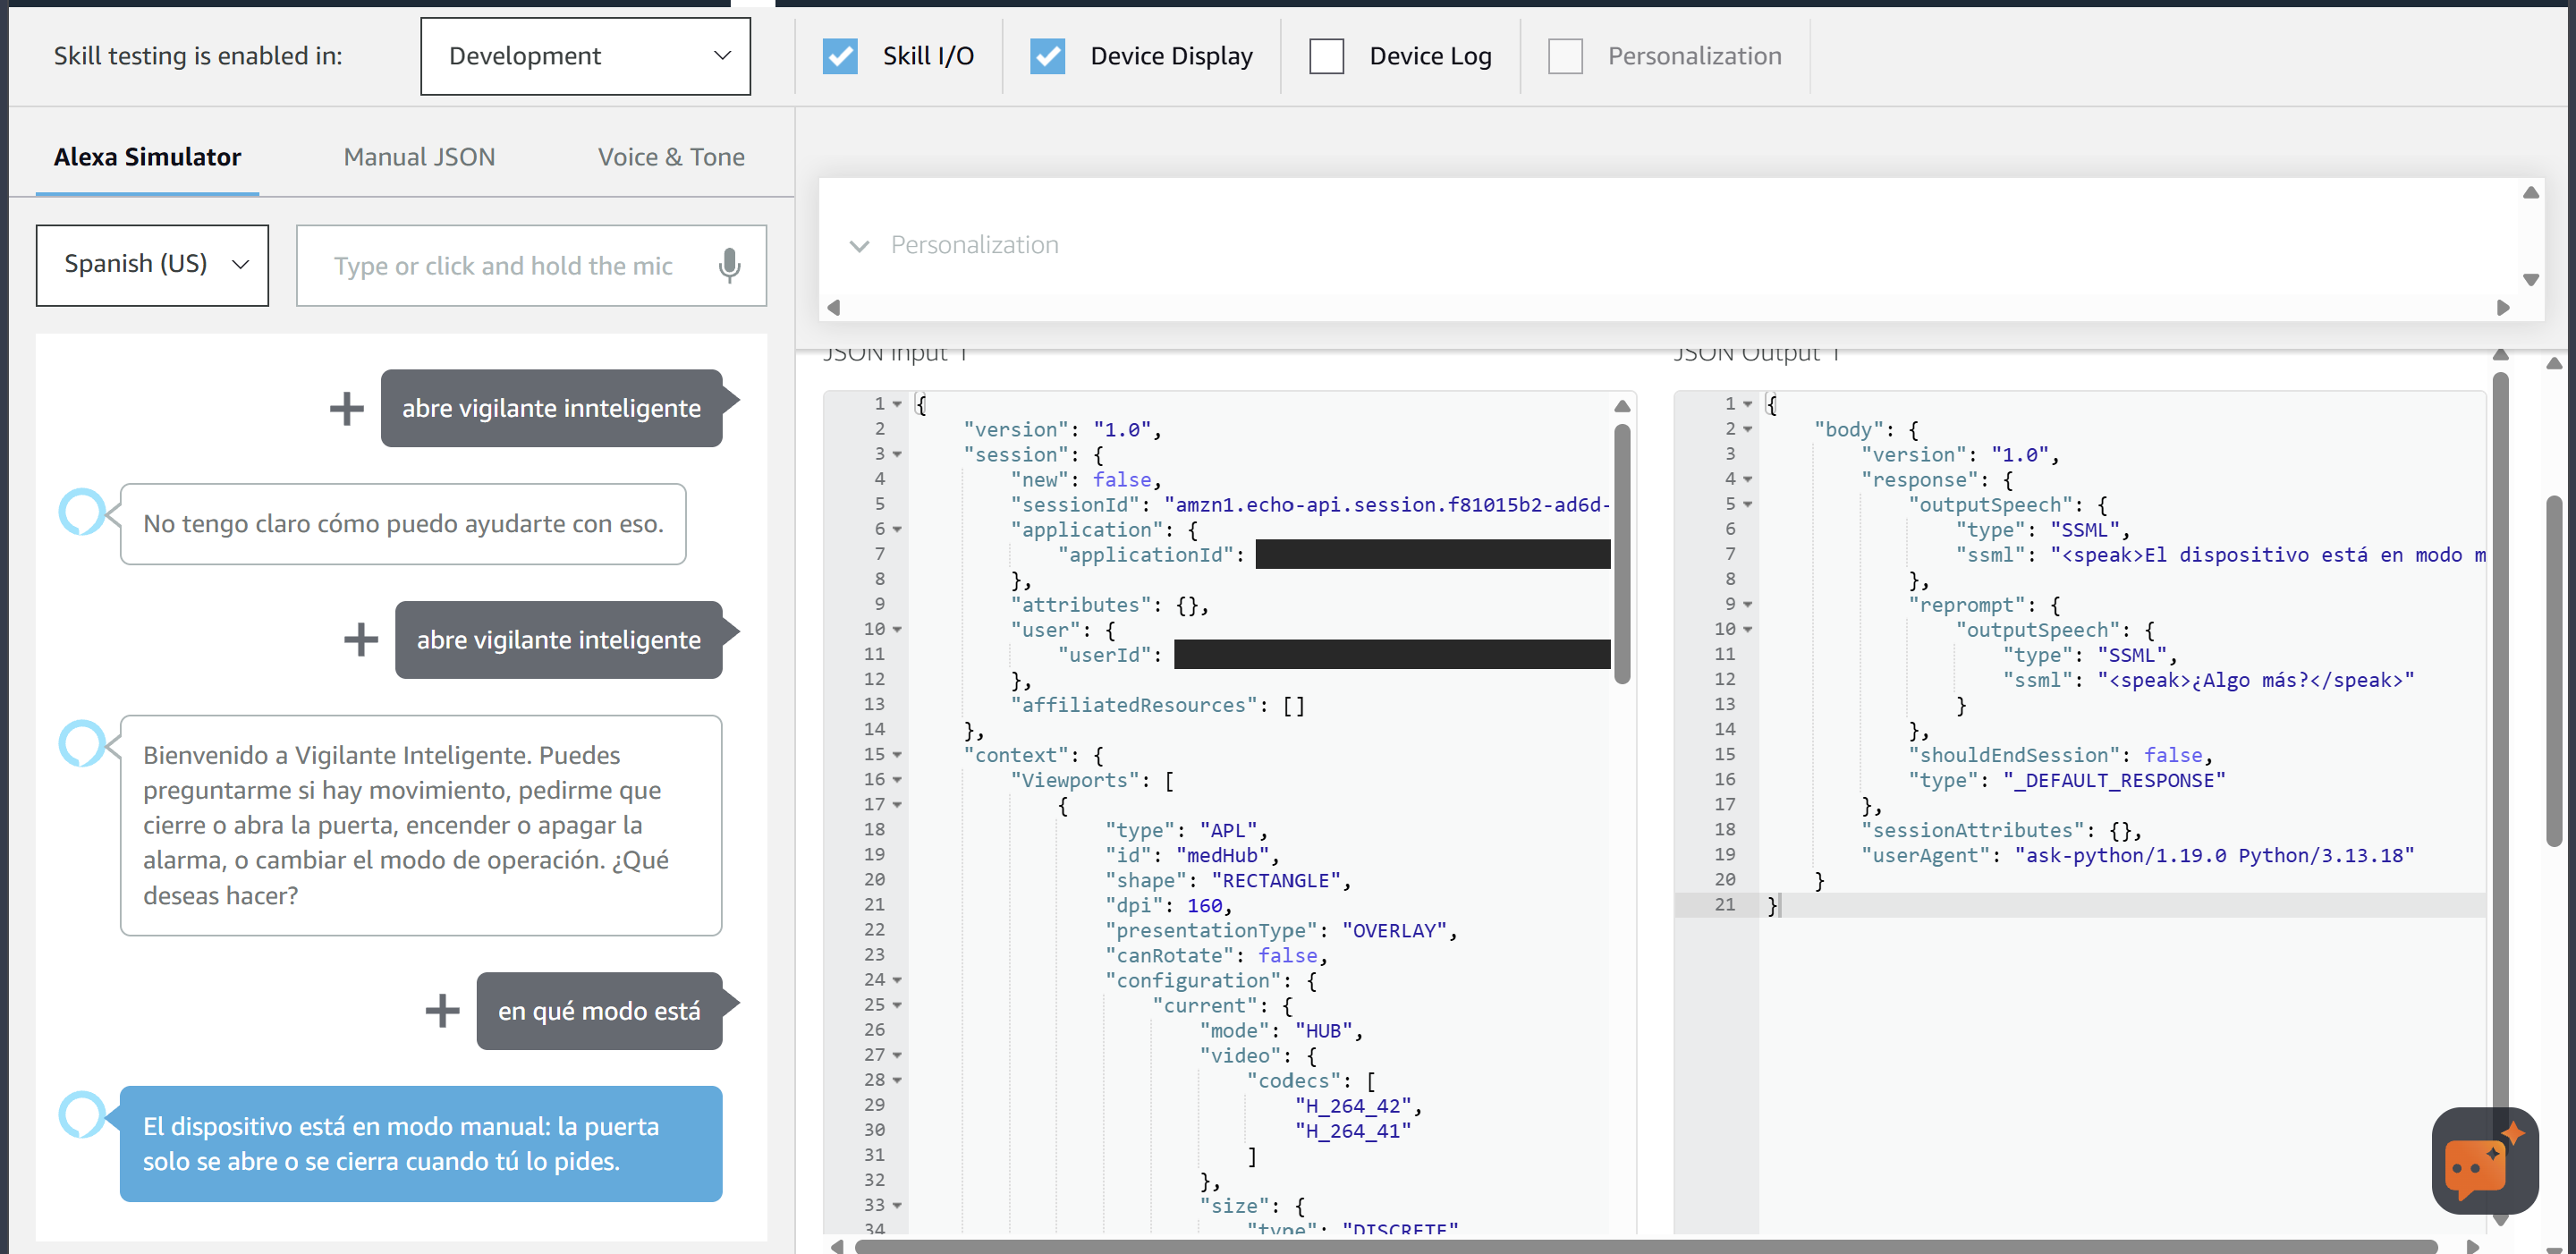 Skill testing is enabled in:
Development
Skill I/O
Device Display
Device Log
Personalization
Alexa Simulator
Manual JSON
Voice & Tone
Spanish (US)
Type or click and hold the mic
abre vigilante innteligente
No tengo claro cómo puedo ayudarte con eso.
abre vigilante inteligente
Bienvenido a Vigilante Inteligente. Puedes
preguntarme si hay movimiento, pedirme que
cierre o abra la puerta, encender o apagar la
alarma, o cambiar el modo de operación. ¿Qué
deseas hacer?
en qué modo está
El dispositivo está en modo manual: la puerta
solo se abre o se cierra cuando tú lo pides.
Personalization
JSON Input 1
1 {
2 "version": "1.0",
3 "session": {
4 "new": false,
5 "sessionId": "amzn1.echo-api.session.f81015b2-ad6d-
6 "application": {
7 "applicationId":
8 },
9 "attributes": {},
10 "user": {
11 "userId":
12 },
13 "affiliatedResources": []
14 },
15 "context": {
16 "Viewports": [
17 {
18 "type": "APL",
19 "id": "medHub",
20 "shape": "RECTANGLE",
21 "dpi": 160,
22 "presentationType": "OVERLAY",
23 "canRotate": false,
24 "configuration": {
25 "current": {
26 "mode": "HUB",
27 "video": {
28 "codecs": [
29 "H_264_42",
30 "H_264_41"
31 ]
32 },
33 "size": {
34 "type": "DISCRETE"
JSON Output 1
1 {
2 "body": {
3 "version": "1.0",
4 "response": {
5 "outputSpeech": {
6 "type": "SSML",
7 "ssml": "<speak>El dispositivo está en modo m
8 },
9 "reprompt": {
10 "outputSpeech": {
11 "type": "SSML",
12 "ssml": "<speak>¿Algo más?</speak>"
13 }
14 },
15 "shouldEndSession": false,
16 "type": "_DEFAULT_RESPONSE"
17 },
18 "sessionAttributes": {},
19 "userAgent": "ask-python/1.19.0 Python/3.13.18"
20 }
21 }